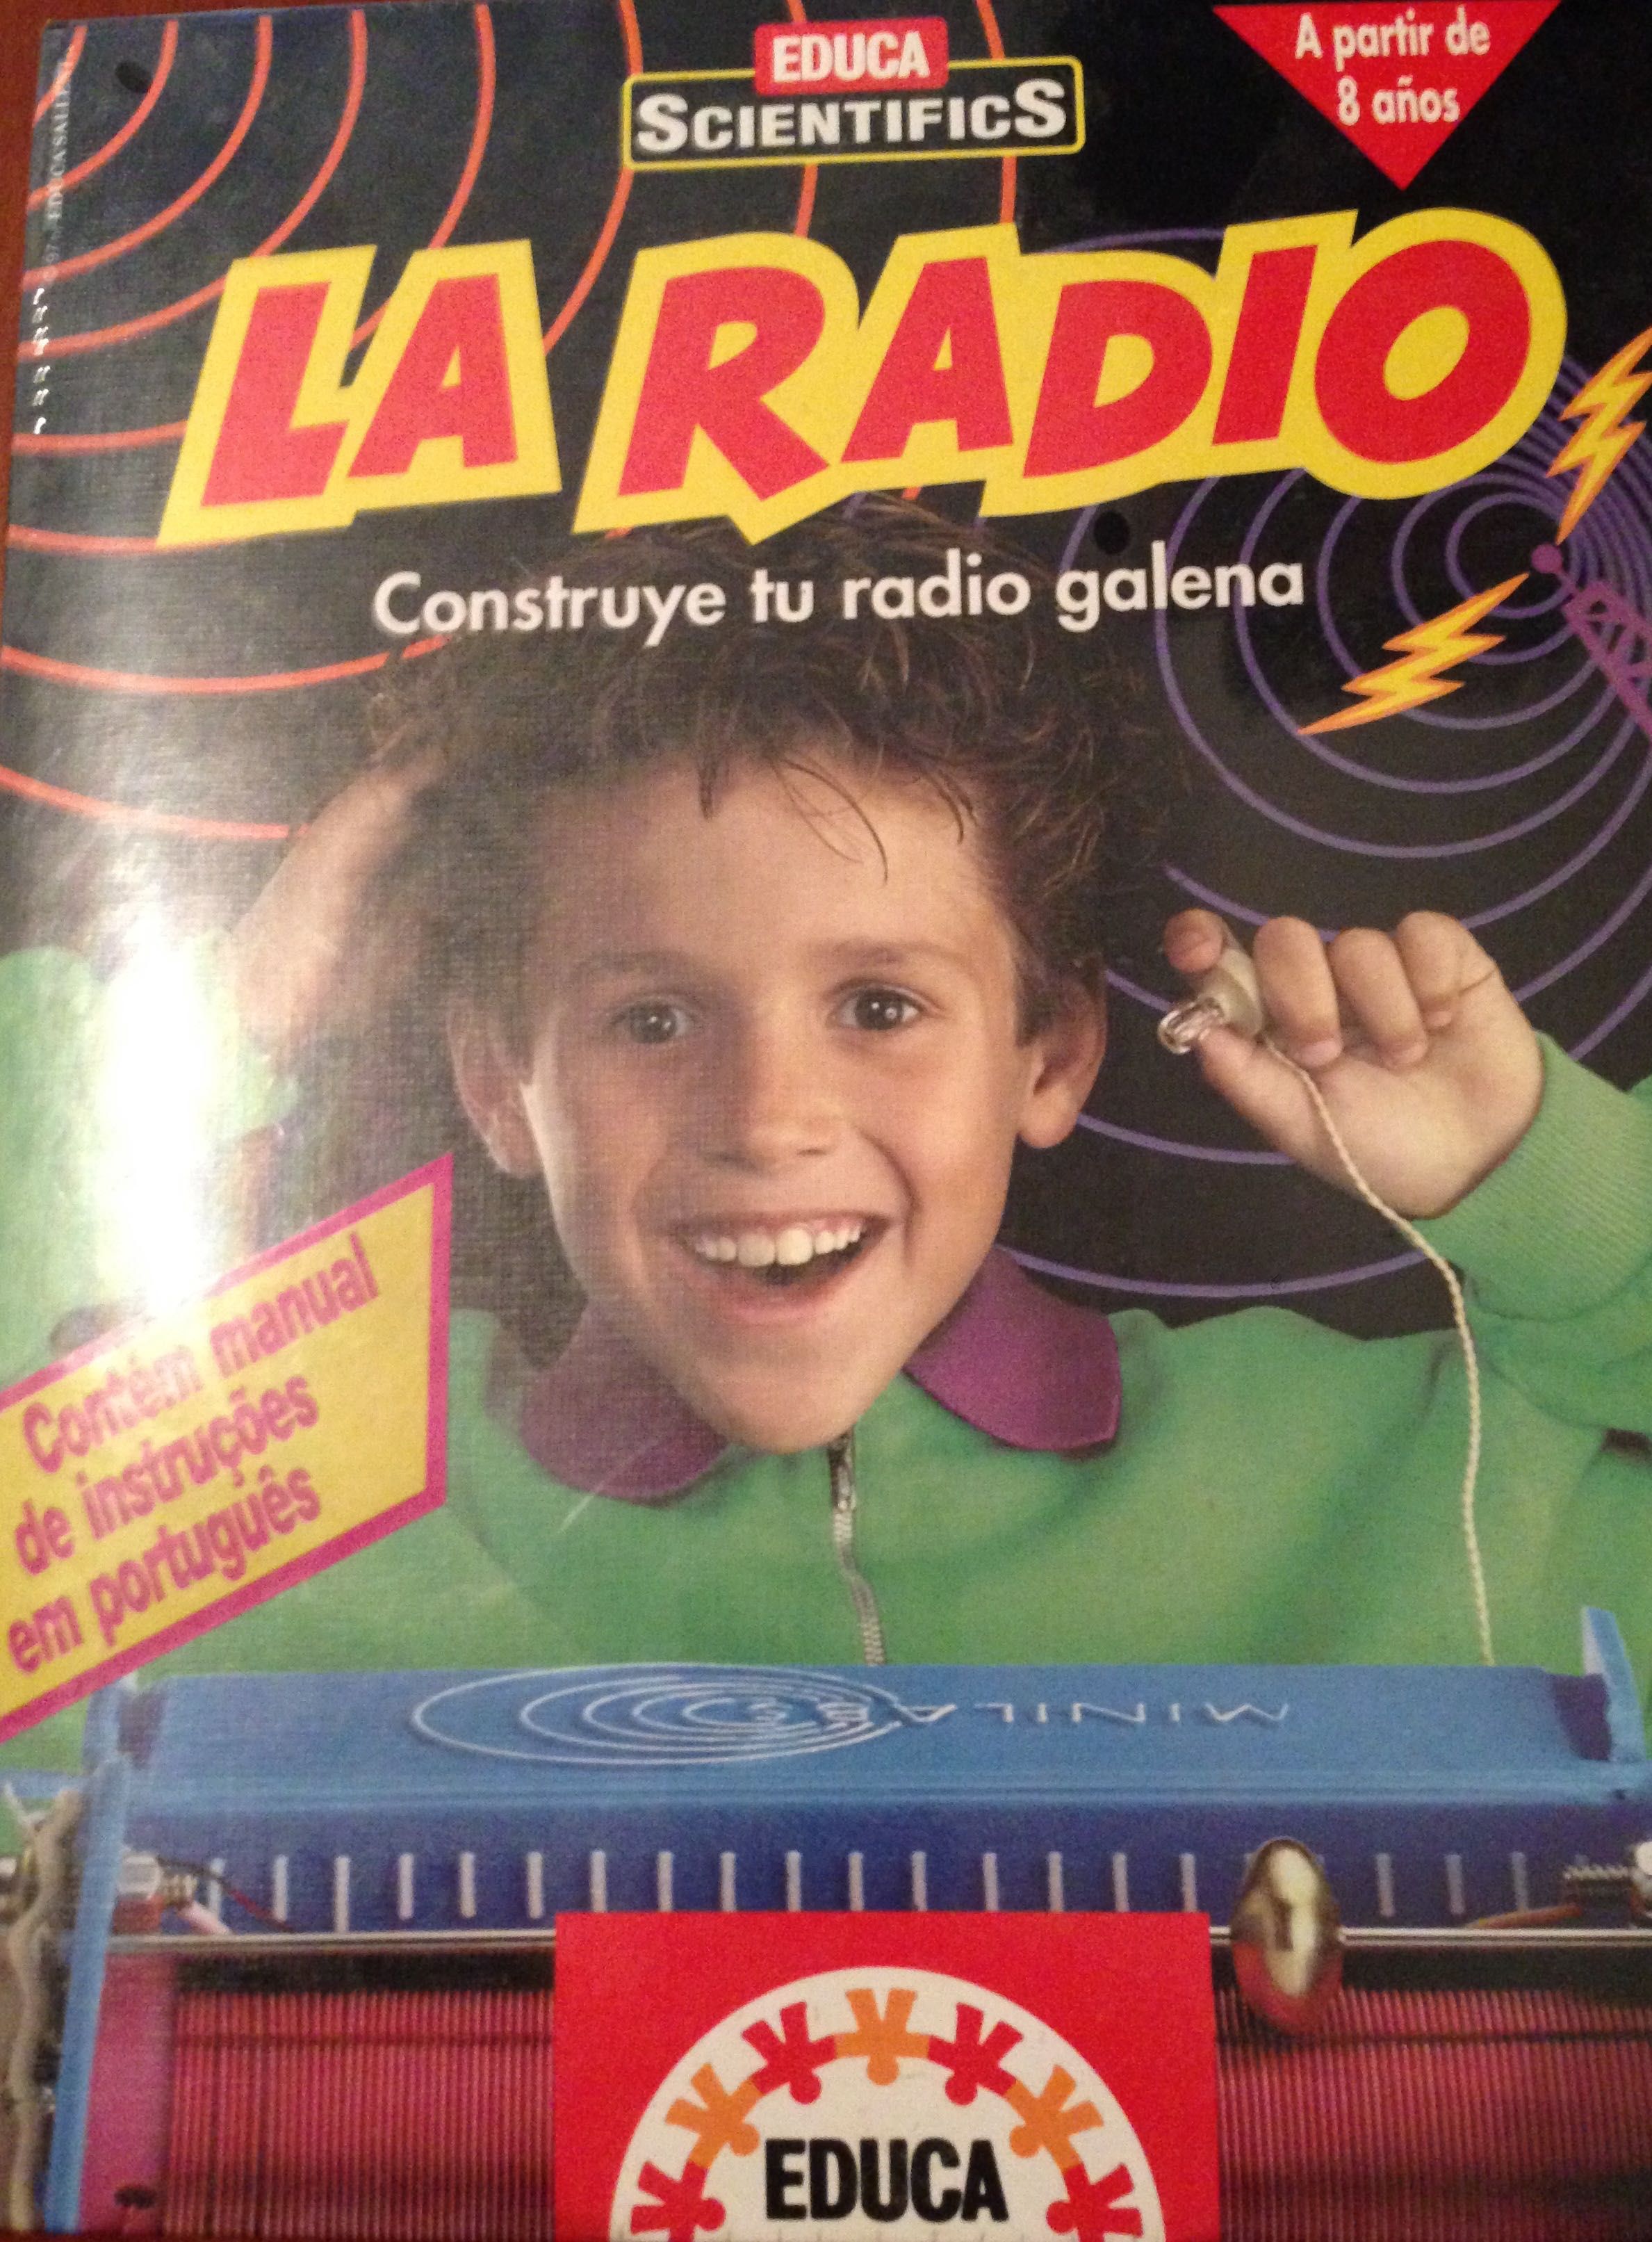 EDUCA
SCIENTIFICS
A partir de
8 años
LA RADIO
Construye tu radio galena
Contém manual
de instruções
em português
MINILAB
EDUCA